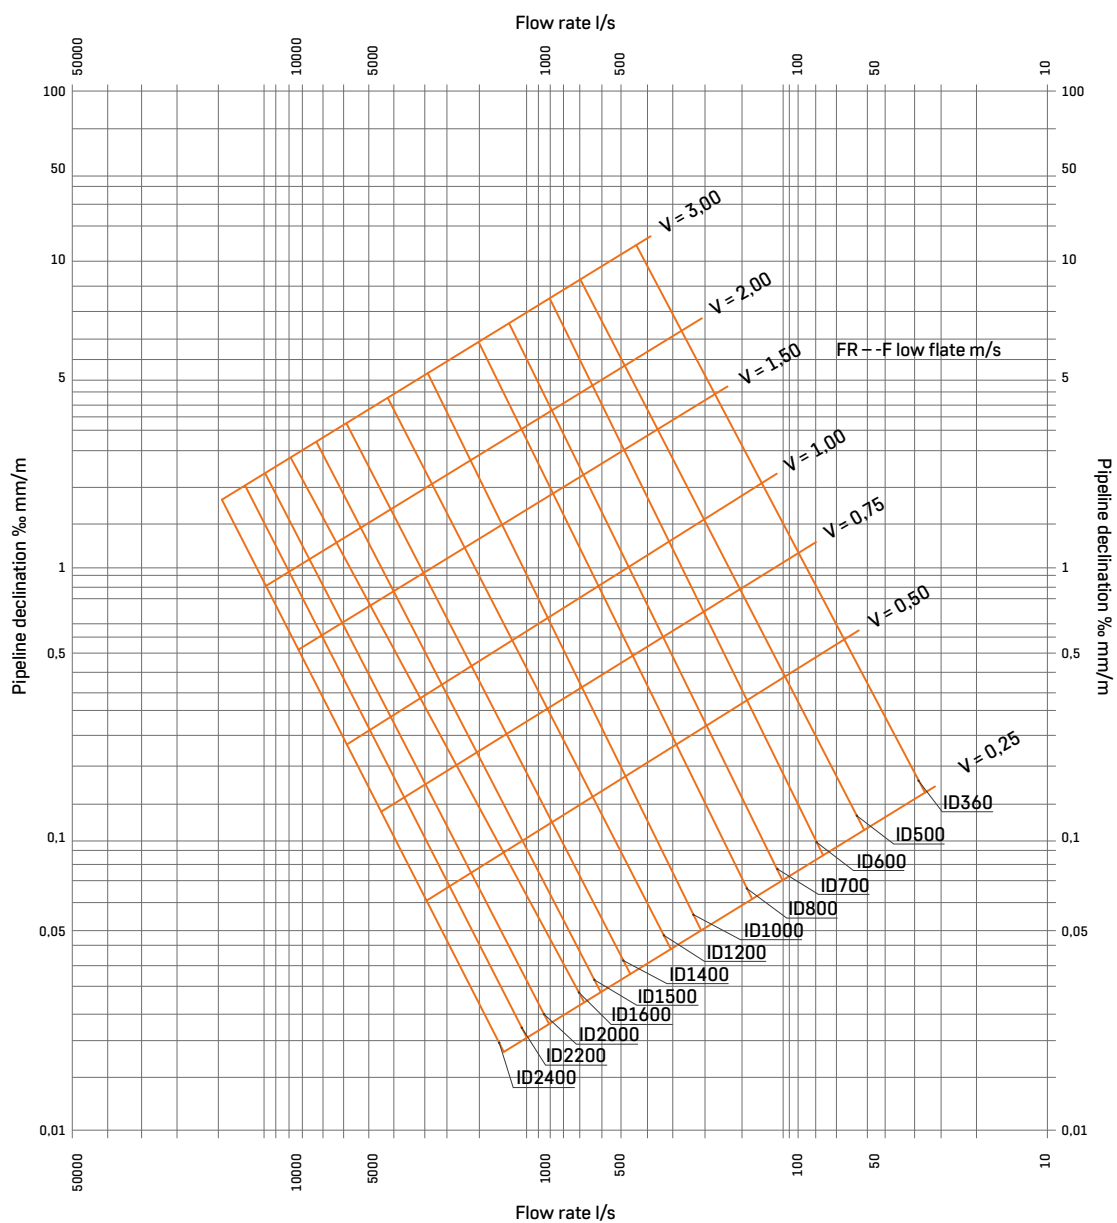 Flow rate l/s
50000 10000 5000 1000 500 100 50 10
100 100
50 50
V = 3,00
10 10
V = 2,00
FR – -F low flate m/s
V = 1,50
5 5
V = 1,00
Pipeline declination ‰ mm/m
Pipeline declination ‰ mm/m
V = 0,75
1 1
V = 0,50
0,5 0,5
V = 0,25
ID360
0,1 0,1
ID500
ID600
ID700
ID800
0,05 0,05
ID1000
ID1200
ID1400
ID1500
ID1600
ID2000
ID2200
ID2400
0,01 0,01
50000 10000 5000 1000 500 100 50 10
Flow rate l/s